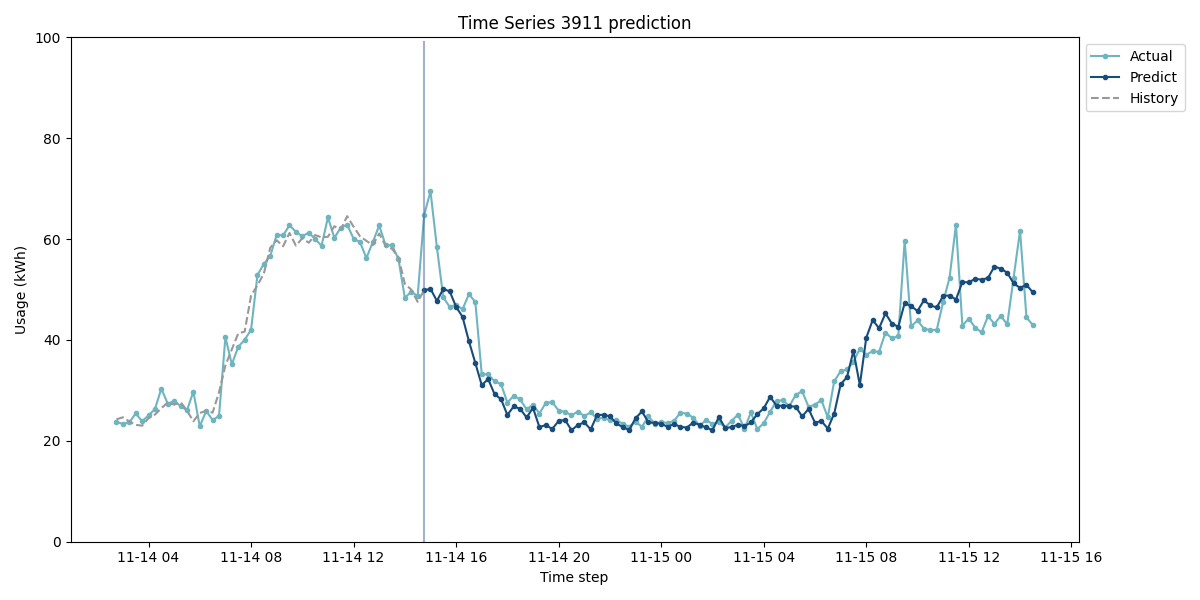 Time Series 3911 prediction
100
80
60
40
20
0
Usage (kWh)
11-14 04
11-14 08
11-14 12
11-14 16
11-14 20
11-15 00
11-15 04
11-15 08
11-15 12
11-15 16
Time step
Actual
Predict
History